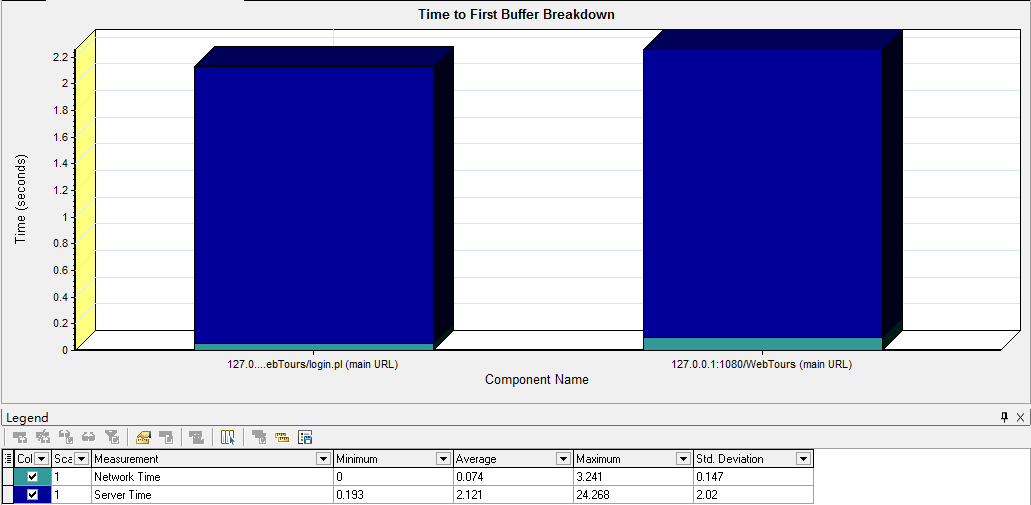 Time to First Buffer Breakdown
2.2
2
1.8
1.6
1.4
1.2
1
0.8
0.6
0.4
0.2
0
Time (seconds)
127.0....ebTours/login.pl (main URL) 127.0.0.1:1080/WebTours (main URL)
Component Name
Legend
Col Sca Measurement Minimum Average Maximum Std. Deviation
1 Network Time 0 0.074 3.241 0.147
1 Server Time 0.193 2.121 24.268 2.02